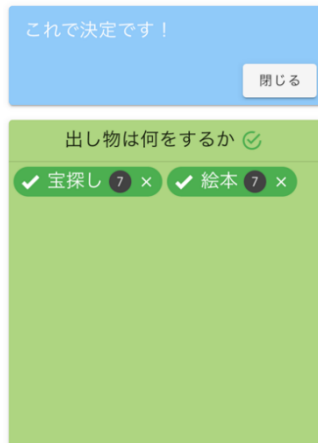 これで決定です！
閉じる
出し物は何をするか
宝探し 7 × 絵本 7 ×